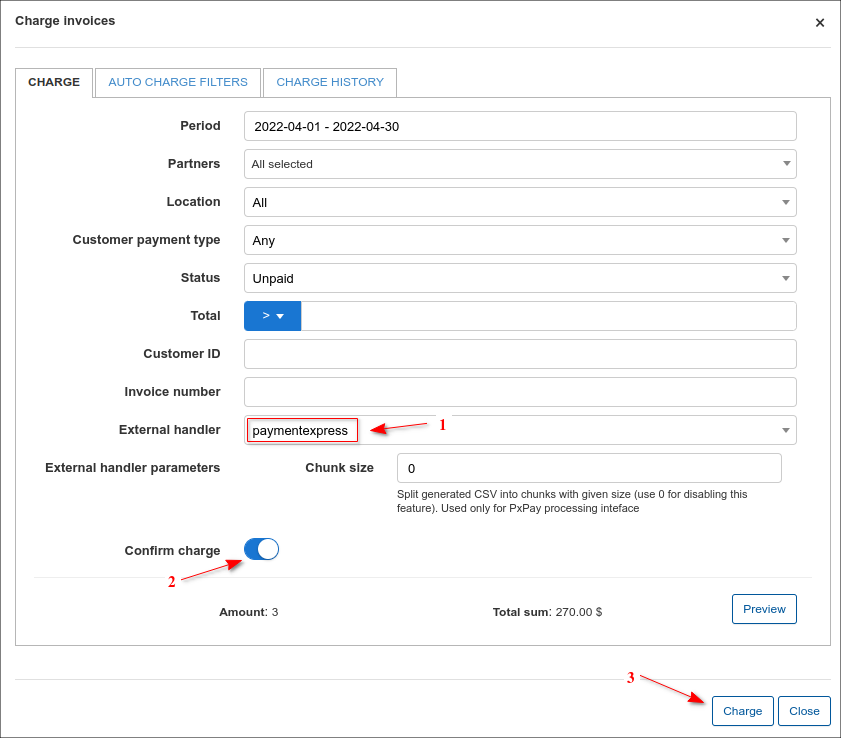 Charge invoices ×
CHARGE AUTO CHARGE FILTERS CHARGE HISTORY
Period 2022-04-01 - 2022-04-30
Partners All selected
Location All
Customer payment type Any
Status Unpaid
Total >
Customer ID
Invoice number
External handler paymentexpress 1
External handler parameters Chunk size 0
Split generated CSV into chunks with given size (use 0 for disabling this
feature). Used only for PxPay processing inteface
Confirm charge
2
Amount: 3 Total sum: 270.00 $ Preview
3
Charge Close